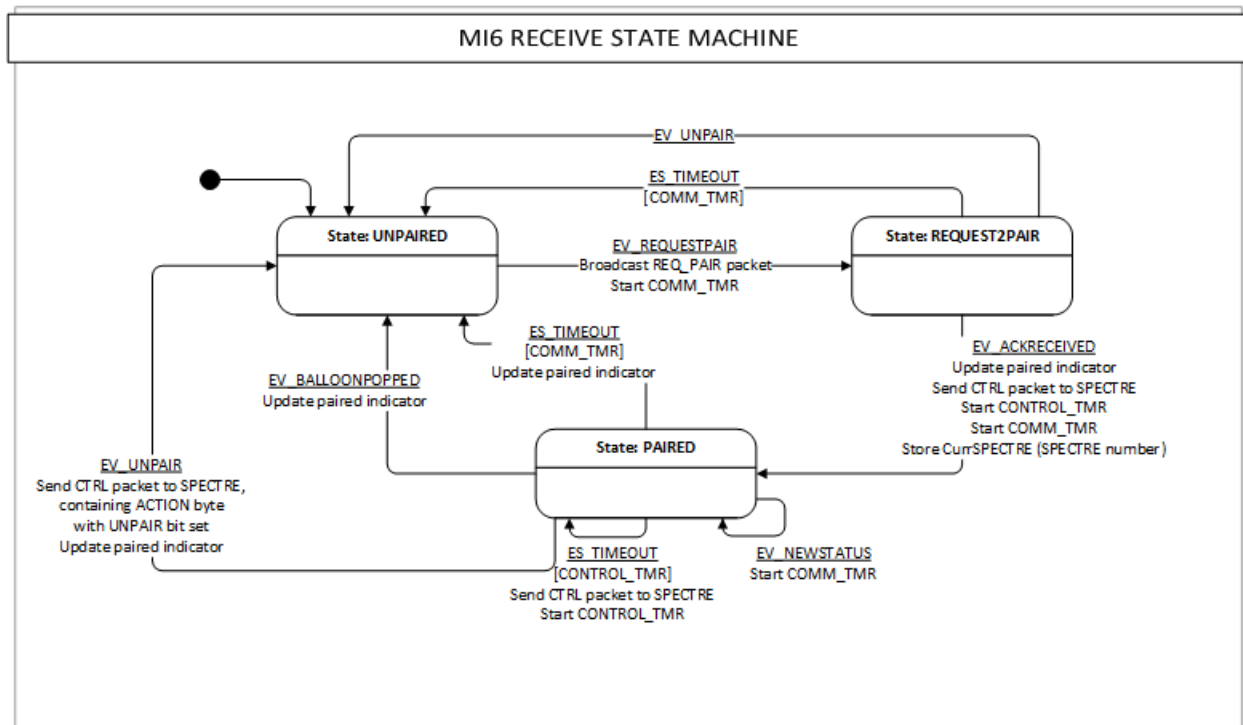 MI6 RECEIVE STATE MACHINE
EV_UNPAIR
ES_TIMEOUT
[COMM_TMR]
State: UNPAIRED
State: REQUEST2PAIR
EV_REQUESTPAIR
Broadcast REQ_PAIR packet
Start COMM_TMR
ES_TIMEOUT
[COMM_TMR]
Update paired indicator
EV_ACKRECEIVED
Update paired indicator
Send CTRL packet to SPECTRE
Start CONTROL_TMR
Start COMM_TMR
Store CurrSPECTRE (SPECTRE number)
EV_BALLOONPOPPED
Update paired indicator
State: PAIRED
EV_UNPAIR
Send CTRL packet to SPECTRE,
containing ACTION byte
with UNPAIR bit set
Update paired indicator
ES_TIMEOUT
[CONTROL_TMR]
Send CTRL packet to SPECTRE
Start CONTROL_TMR
EV_NEWSTATUS
Start COMM_TMR